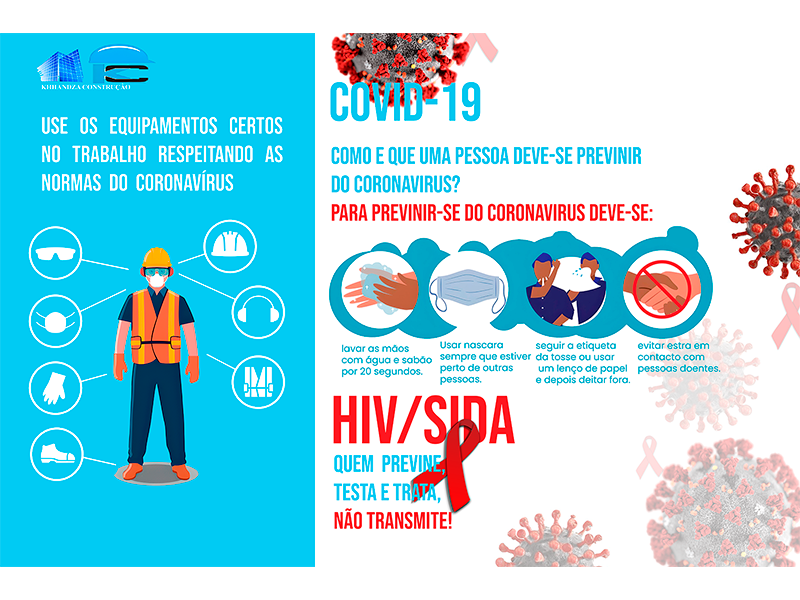 KHHANDZA CONSTRUÇÃO
USE OS EQUIPAMENTOS CERTOS
NO TRABALHO RESPEITANDO AS
NORMAS DO CORONAVÍRUS
COVID-19
COMO E QUE UMA PESSOA DEVE-SE PREVINIR
DO CORONAVIRUS?
PARA PREVINIR-SE DO CORONAVIRUS DEVE-SE:
lavar as mãos
com água e sabão
por 20 segundos.
Usar nascara
sempre que estiver
perto de outras
pessoas.
seguir a etiqueta
da tosse ou usar
um lenço de papel
e depois deitar fora.
evitar estra em
contacto com
pessoas doentes.
HIV/SIDA
QUEM PREVINE,
TESTA E TRATA,
NÃO TRANSMITE!